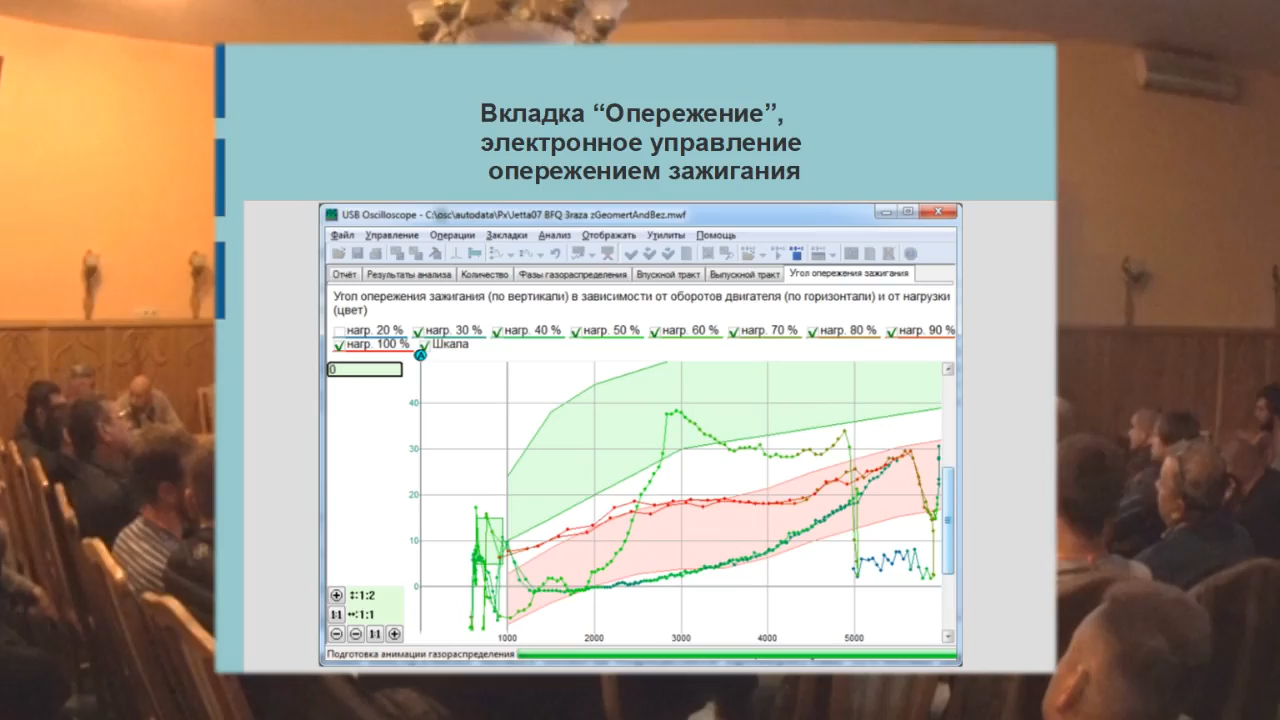 Вкладка “Опережение”,
электронное управление
опережением зажигания
USB Oscilloscope - C:\osc\autodata\Px\Jetta07 BFQ 3raza zGeomertAndBez.mwf
Файл Управление Операции Закладки Анализ Отображать Утилиты Помощь
Отчёт Результаты анализа Количество Фазы газораспределения Впускной тракт Выпускной тракт Угол опережения зажигания
Угол опережения зажигания (по вертикали) в зависимости от оборотов двигателя (по горизонтали) и от нагрузки
(цвет)
нагр. 20 % нагр. 30 % нагр. 40 % нагр. 50 % нагр. 60 % нагр. 70 % нагр. 80 % нагр. 90 %
нагр. 100 % Шкала
A
0
40
30
20
10
0
:1:2
1:1 :1:1
1:1
1000 2000 3000 4000 5000
Подготовка анимации газораспределения